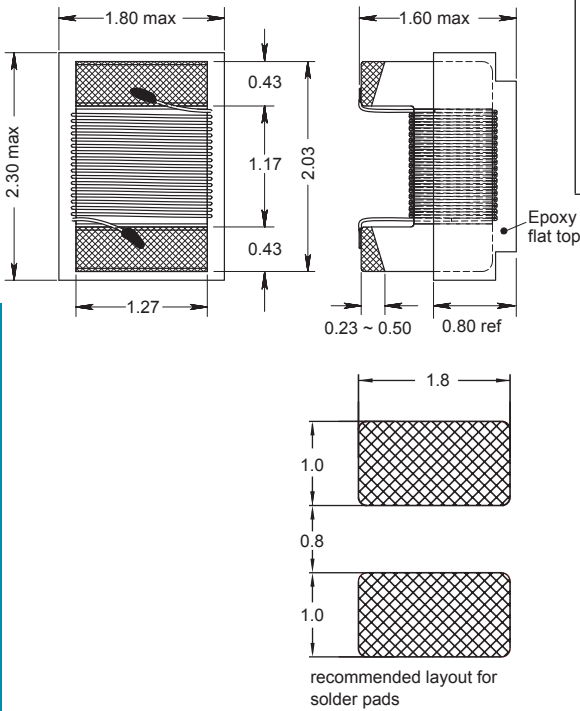 1.80 max
1.60 max
0.43
2.30 max
1.17
2.03
0.43
Epoxy
flat top
1.27
0.23 ~ 0.50
0.80 ref
1.8
1.0
0.8
1.0
recommended layout for
solder pads